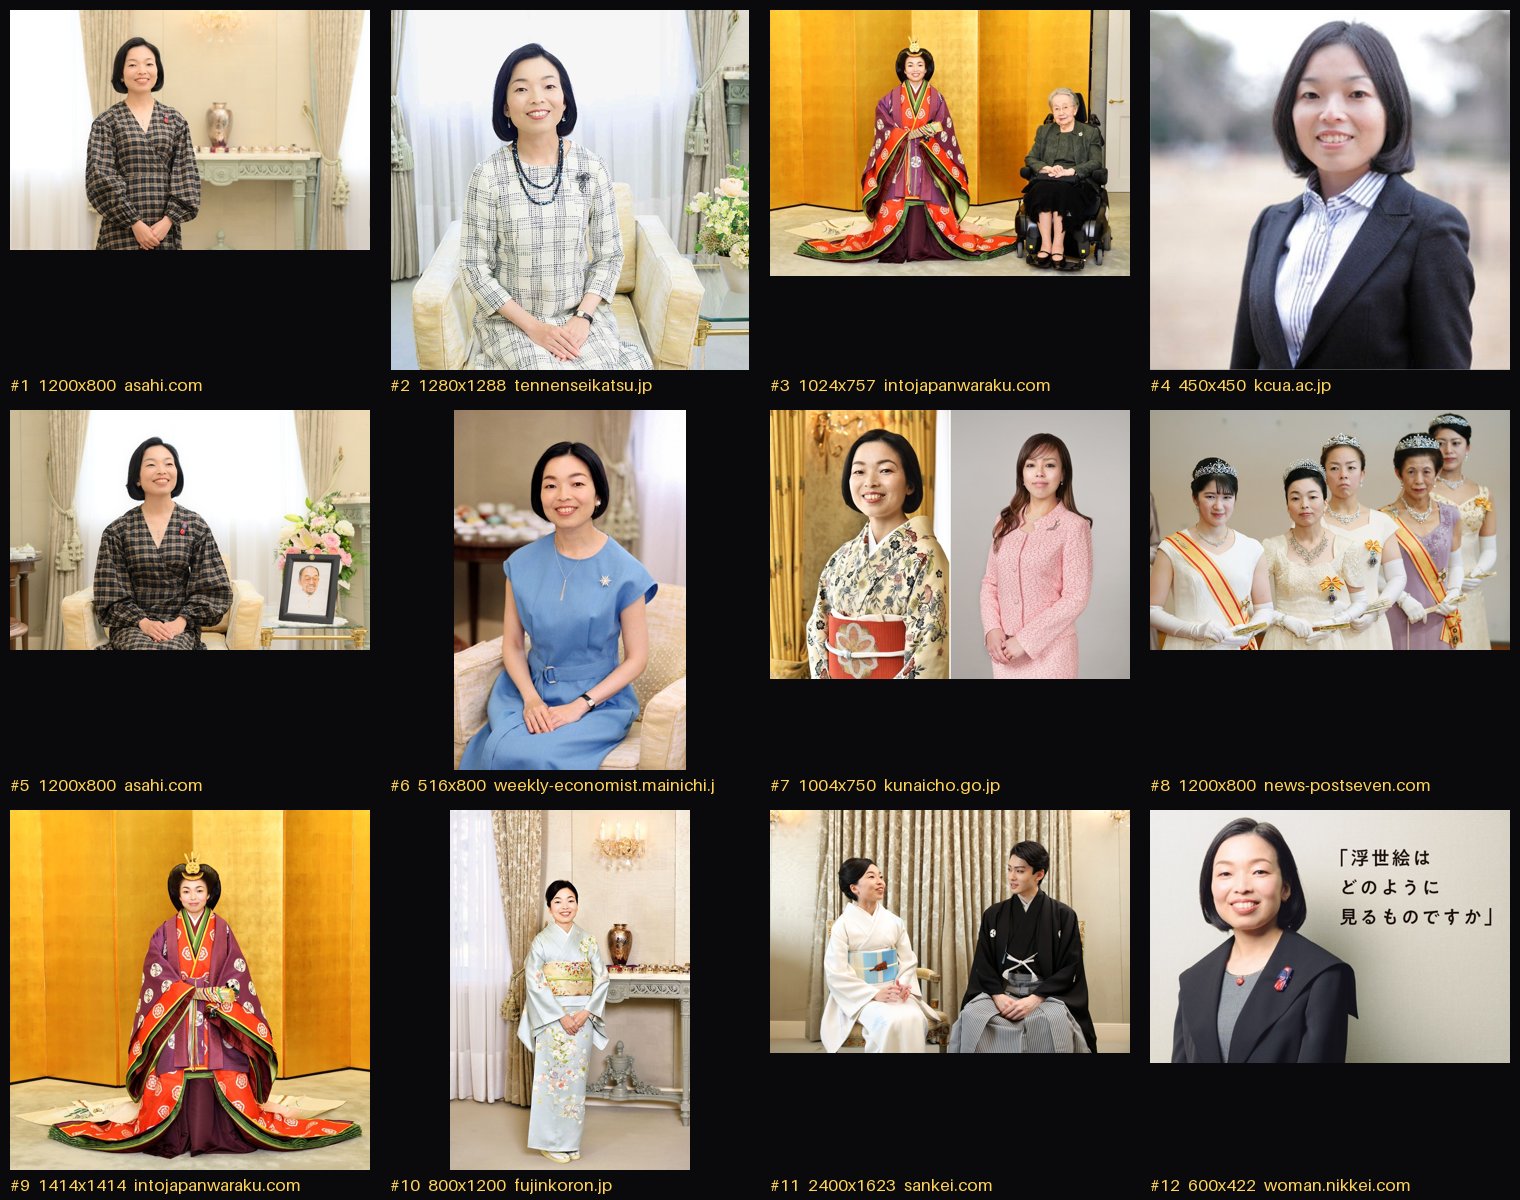 #1 1200x800 asahi.com
#2 1280x1288 tennenseikatsu.jp
#3 1024x757 intojapanwaraku.com
#4 450x450 kcua.ac.jp
#5 1200x800 asahi.com
#6 516x800 weekly-economist.mainichi.j
#7 1004x750 kunaicho.go.jp
#8 1200x800 news-postseven.com
「浮世絵は
どのように
見るものですか」
#9 1414x1414 intojapanwaraku.com
#10 800x1200 fujinkoron.jp
#11 2400x1623 sankei.com
#12 600x422 woman.nikkei.com